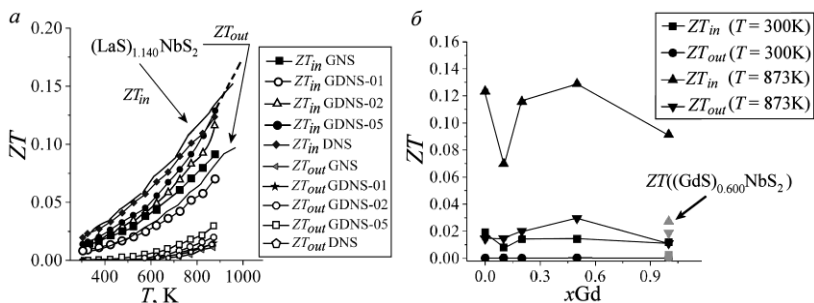 а
0.20
0.15
0.10
0.05
0.00
ZT
400 600 800 1000
T, K
(LaS)1.140NbS2
ZTout
ZTin
ZTin GNS
ZTin GDNS-01
ZTin GDNS-02
ZTin GDNS-05
ZTin DNS
ZTout GNS
ZTout GDNS-01
ZTout GDNS-02
ZTout GDNS-05
ZTout DNS
б
0.16
0.14
0.12
0.10
0.08
0.06
0.04
0.02
0.00
ZT
0.0 0.3 0.6 0.9
xGd
ZTin (T = 300K)
ZTout (T = 300K)
ZTin (T = 873K)
ZTout (T = 873K)
ZT((GdS)0.600NbS2)